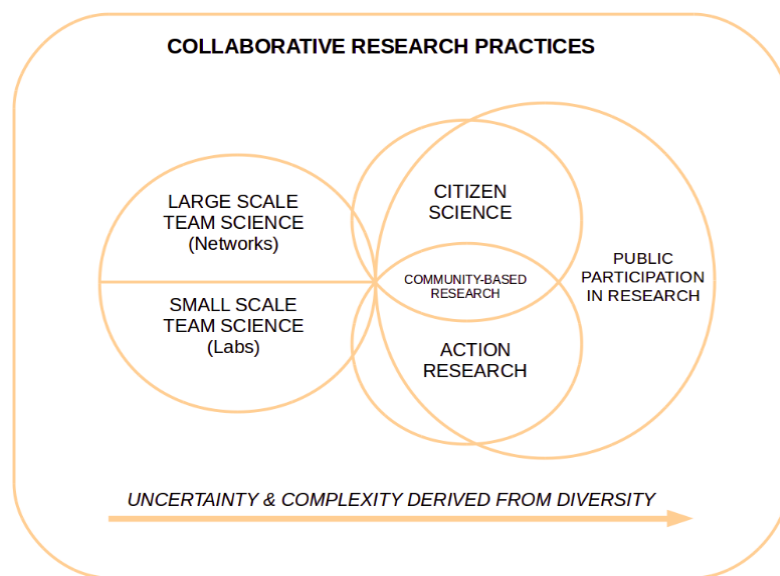 COLLABORATIVE RESEARCH PRACTICES
LARGE SCALE
TEAM SCIENCE
(Networks)
SMALL SCALE
TEAM SCIENCE
(Labs)
CITIZEN
SCIENCE
COMMUNITY-BASED
RESEARCH
ACTION
RESEARCH
PUBLIC
PARTICIPATION
IN RESEARCH
UNCERTAINTY & COMPLEXITY DERIVED FROM DIVERSITY